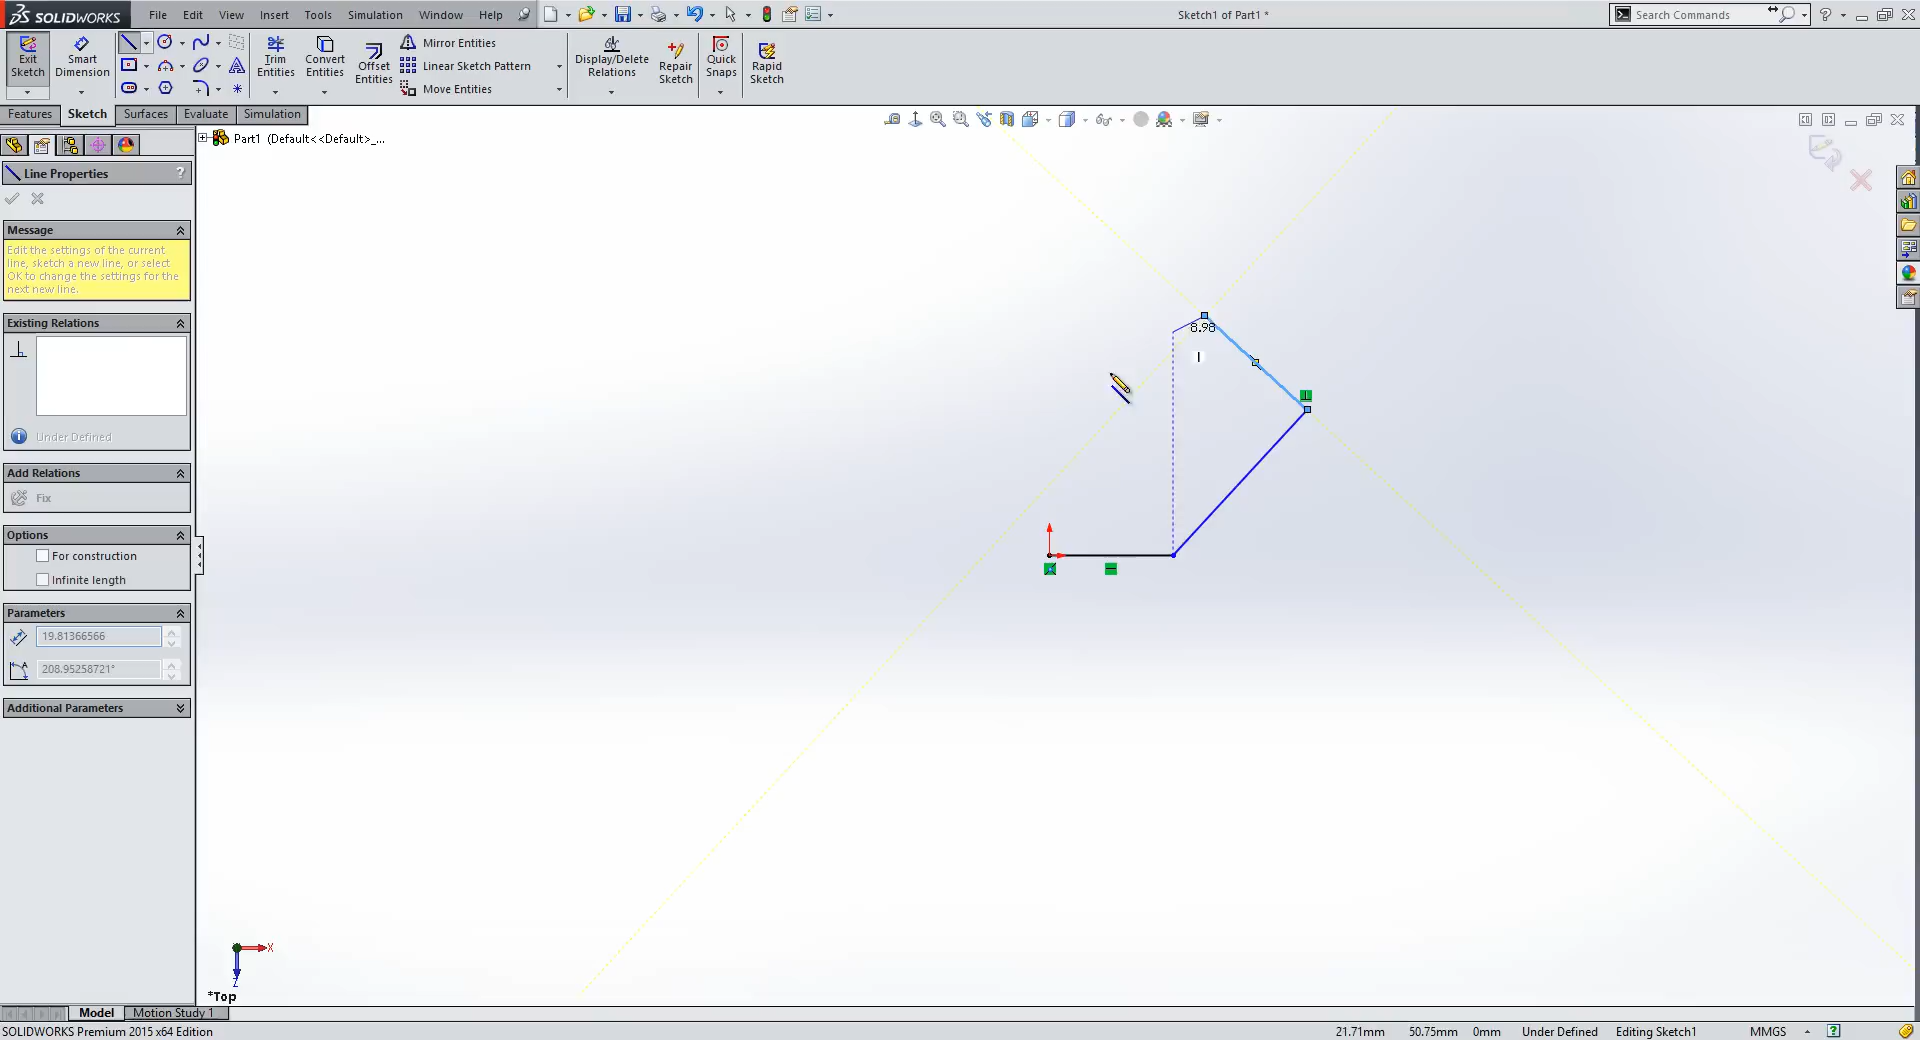 SOLIDWORKS
File Edit View Insert Tools Simulation Window Help
Sketch1 of Part1 *
Search Commands
Exit Sketch
Smart Dimension
Trim Entities
Convert Entities
Offset Entities
Mirror Entities
Linear Sketch Pattern
Move Entities
Display/Delete Relations
Repair Sketch
Quick Snaps
Rapid Sketch
Features Sketch Surfaces Evaluate Simulation
Part1 (Default<<Default>_...
Line Properties ?
Message
Edit the settings of the current
line, sketch a new line, or select
OK to change the settings for the
next new line.
Existing Relations
Under Defined
Add Relations
Fix
Options
For construction
Infinite length
Parameters
19.81366566
208.95258721°
Additional Parameters
8.98
X
Z
*Top
Model Motion Study 1
SOLIDWORKS Premium 2015 x64 Edition
21.71mm 50.75mm 0mm Under Defined Editing Sketch1 MMGS